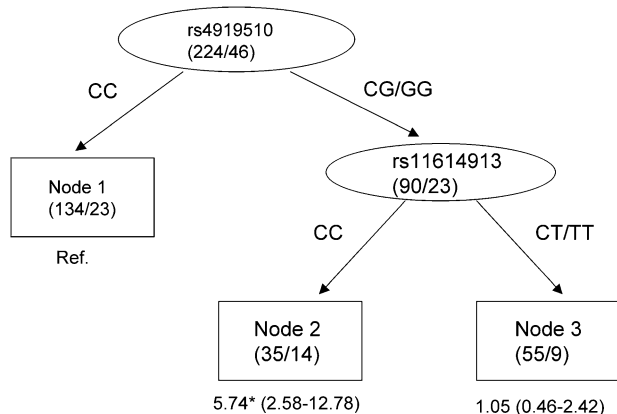 rs4919510
(224/46)
CC
CG/GG
Node 1
(134/23)
Ref.
rs11614913
(90/23)
CC
CT/TT
Node 2
(35/14)
5.74* (2.58-12.78)
Node 3
(55/9)
1.05 (0.46-2.42)